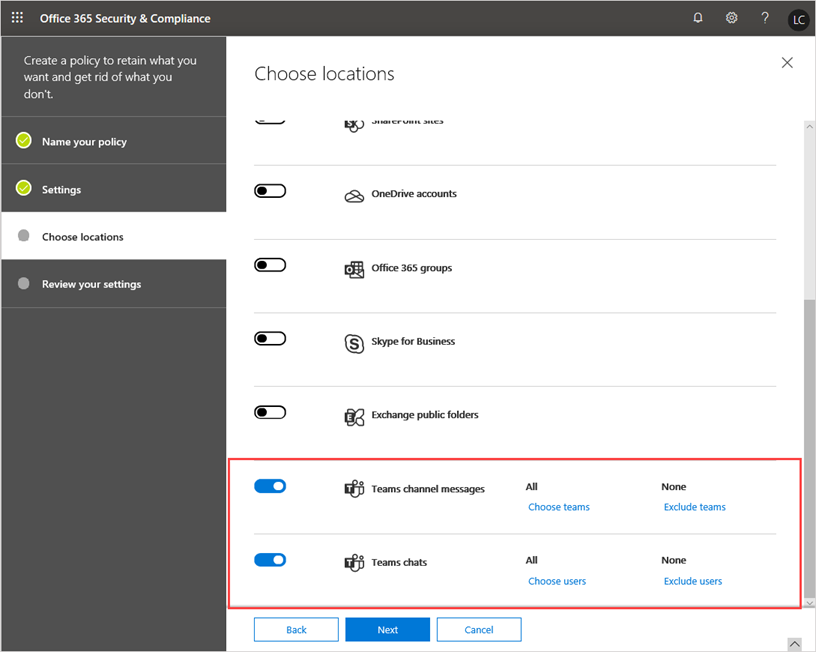 Office 365 Security & Compliance
?
LC
Create a policy to retain what you
want and get rid of what you
don't.
Name your policy
Settings
Choose locations
Review your settings
Choose locations
SharePoint sites
OneDrive accounts
Office 365 groups
Skype for Business
Exchange public folders
Teams channel messages All None
Choose teams Exclude teams
Teams chats All None
Choose users Exclude users
Back Next Cancel